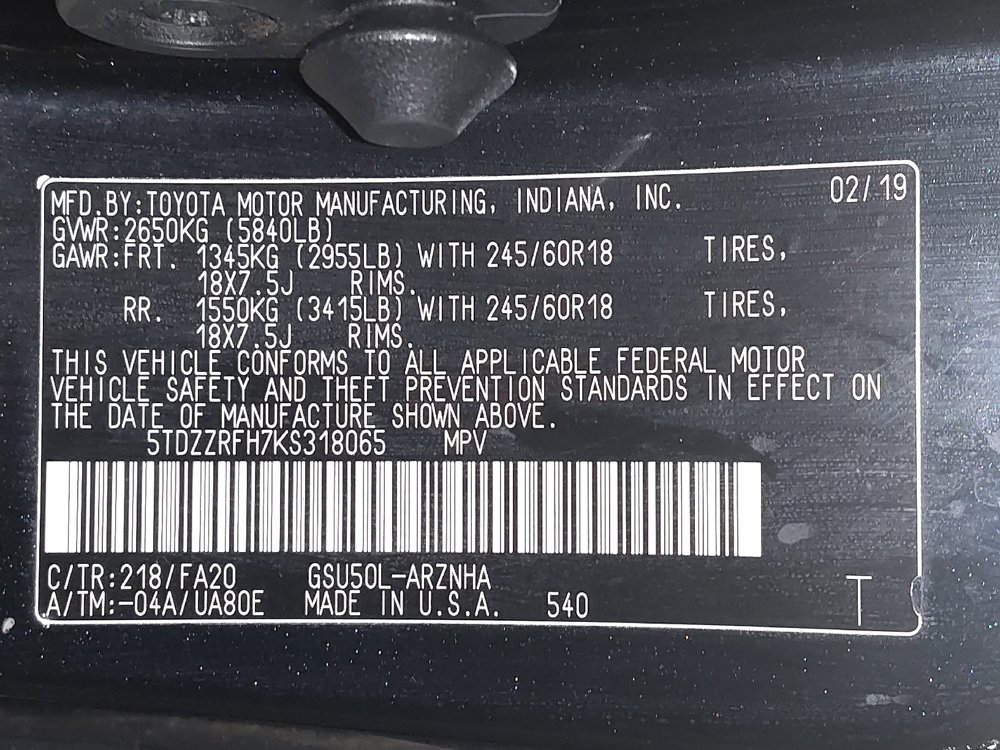 MFD.BY:TOYOTA MOTOR MANUFACTURING, INDIANA, INC. 02/19
GVWR:2650KG (5840LB)
GAWR:FRT. 1345KG (2955LB) WITH 245/60R18 TIRES,
18X7.5J RIMS.
RR. 1550KG (3415LB) WITH 245/60R18 TIRES,
18X7.5J RIMS.
THIS VEHICLE CONFORMS TO ALL APPLICABLE FEDERAL MOTOR
VEHICLE SAFETY AND THEFT PREVENTION STANDARDS IN EFFECT ON
THE DATE OF MANUFACTURE SHOWN ABOVE.
5TDZZRFH7KS318065 MPV
C/TR:218/FA20 GSU50L-ARZNHA
A/TM:-04A/UA80E MADE IN U.S.A. 540 T